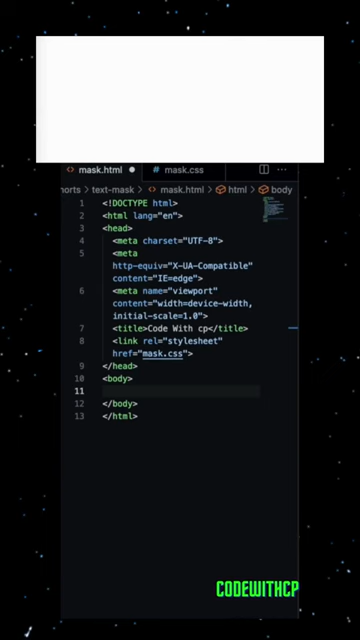 mask.html mask.css ...
horts > text-mask > mask.html > html > body
1 <!DOCTYPE html>
2 <html lang="en">
3 <head>
4 <meta charset="UTF-8">
5 <meta
http-equiv="X-UA-Compatible"
content="IE=edge">
6 <meta name="viewport"
content="width=device-width,
initial-scale=1.0">
7 <title>Code With cp</title>
8 <link rel="stylesheet"
href="mask.css">
9 </head>
10 <body>
11
12 </body>
13 </html>
CODEWITHCP